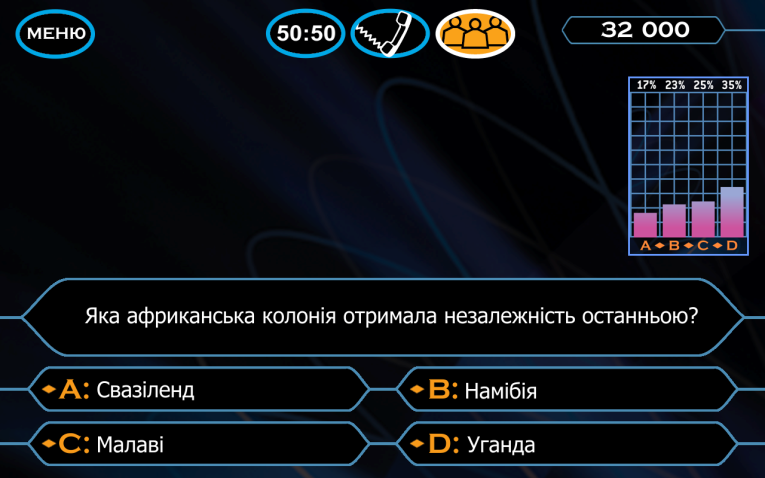 МЕНЮ
50:50
32 000
17% 23% 25% 35%
A B C D
Яка африканська колонія отримала незалежність останньою?
A: Свазіленд
B: Намібія
C: Малаві
D: Уганда